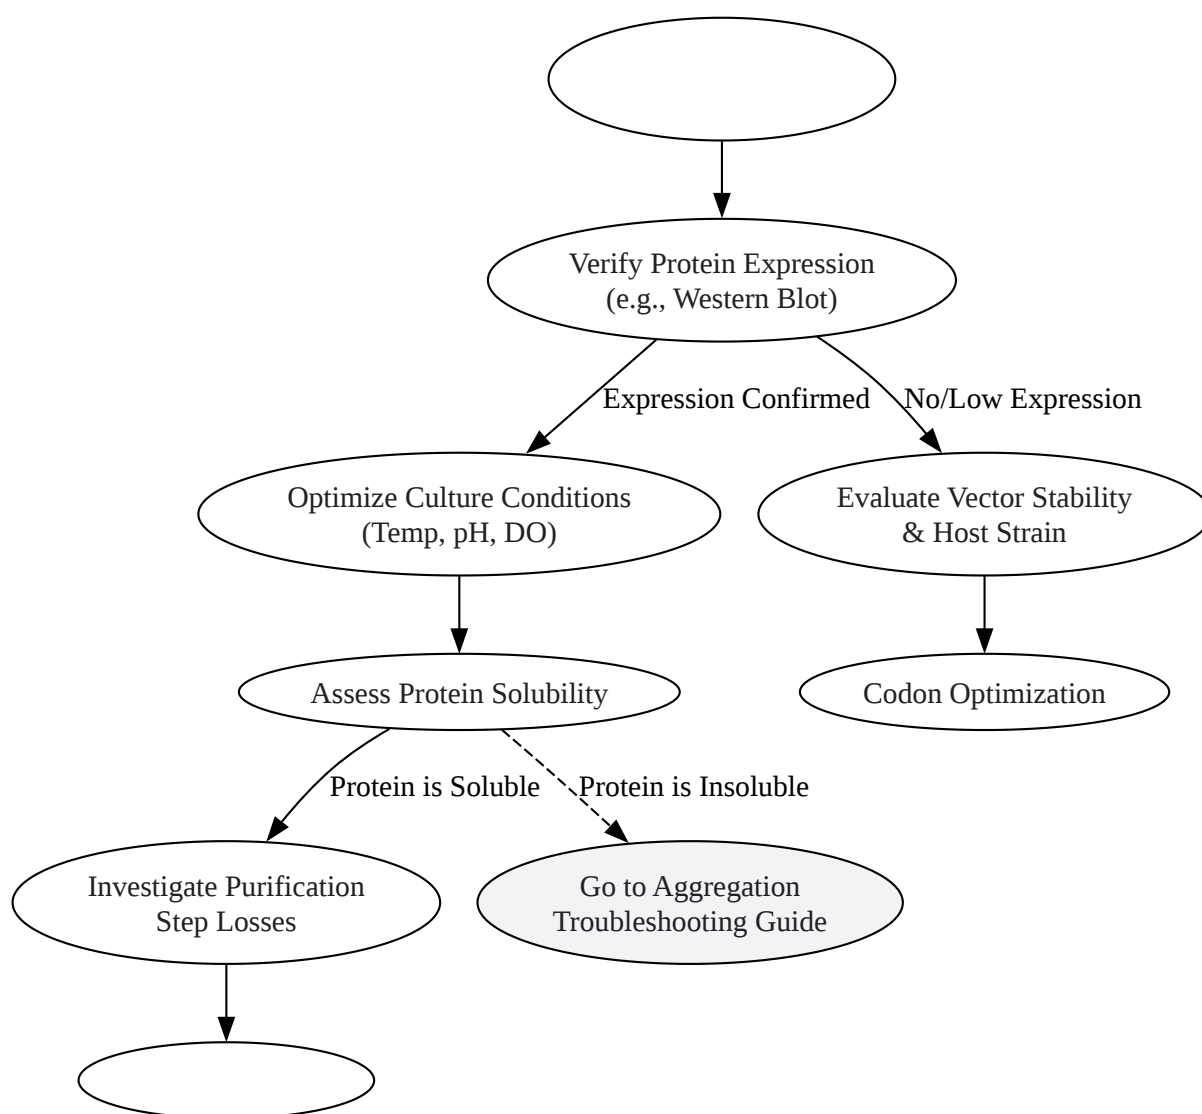 Verify Protein Expression
(e.g., Western Blot)
Expression Confirmed
No/Low Expression
Optimize Culture Conditions
(Temp, pH, DO)
Evaluate Vector Stability
& Host Strain
Assess Protein Solubility
Codon Optimization
Protein is Soluble
Protein is Insoluble
Investigate Purification
Step Losses
Go to Aggregation
Troubleshooting Guide